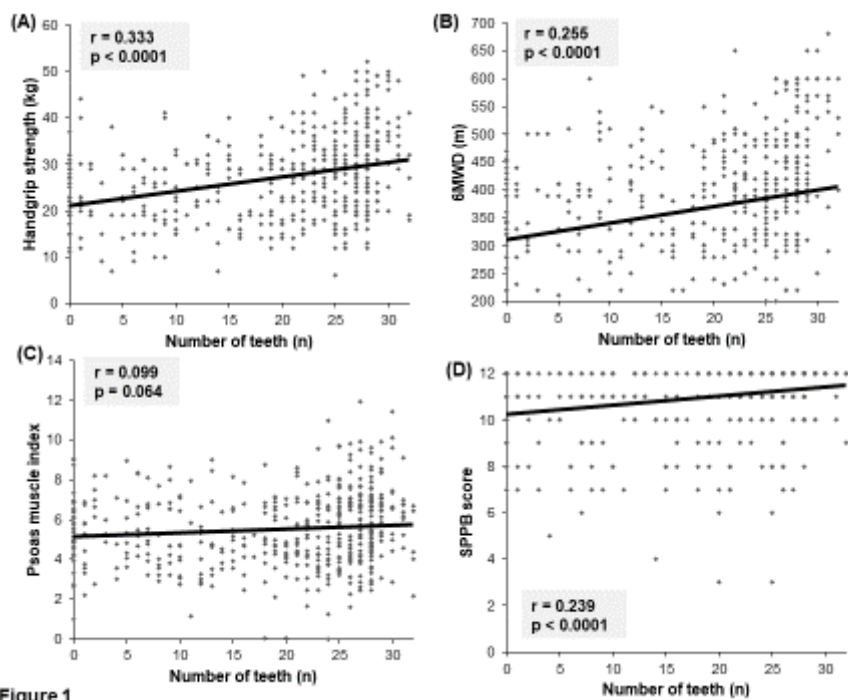 (A)
60
50
40
30
20
10
0
Handgrip strength (kg)
r = 0.333
p < 0.0001
0 5 10 15 20 25 30
Number of teeth (n)
(B)
700
650
600
550
500
450
400
350
300
250
200
6MWD (m)
r = 0.255
p < 0.0001
0 5 10 15 20 25 30
Number of teeth (n)
(C)
14
12
10
8
6
4
2
0
Psoas muscle index
r = 0.099
p = 0.064
0 5 10 15 20 25 30
Number of teeth (n)
(D)
12
10
8
6
4
2
0
SPPB score
r = 0.239
p < 0.0001
0 5 10 15 20 25 30
Number of teeth (n)
Figure 1